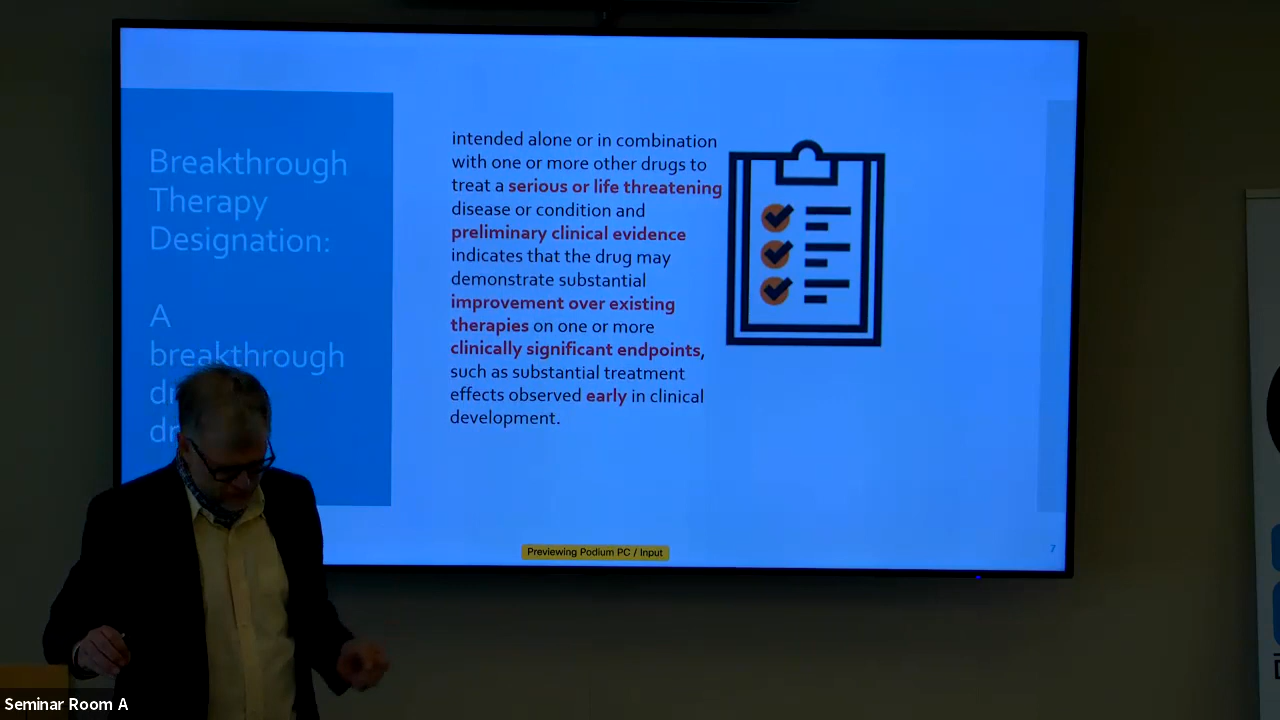 Breakthrough
Therapy
Designation:
A
breakthrough
intended alone or in combination
with one or more other drugs to
treat a serious or life threatening
disease or condition and
preliminary clinical evidence
indicates that the drug may
demonstrate substantial
improvement over existing
therapies on one or more
clinically significant endpoints,
such as substantial treatment
effects observed early in clinical
development.
Previewing Podium PC / Input
7
Seminar Room A